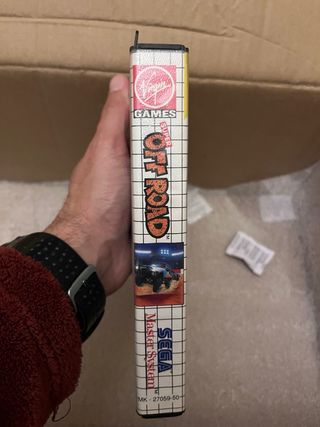 Virgin
GAMES
SUPER
OFF ROAD
SEGA
Master System
MK - 27059-50